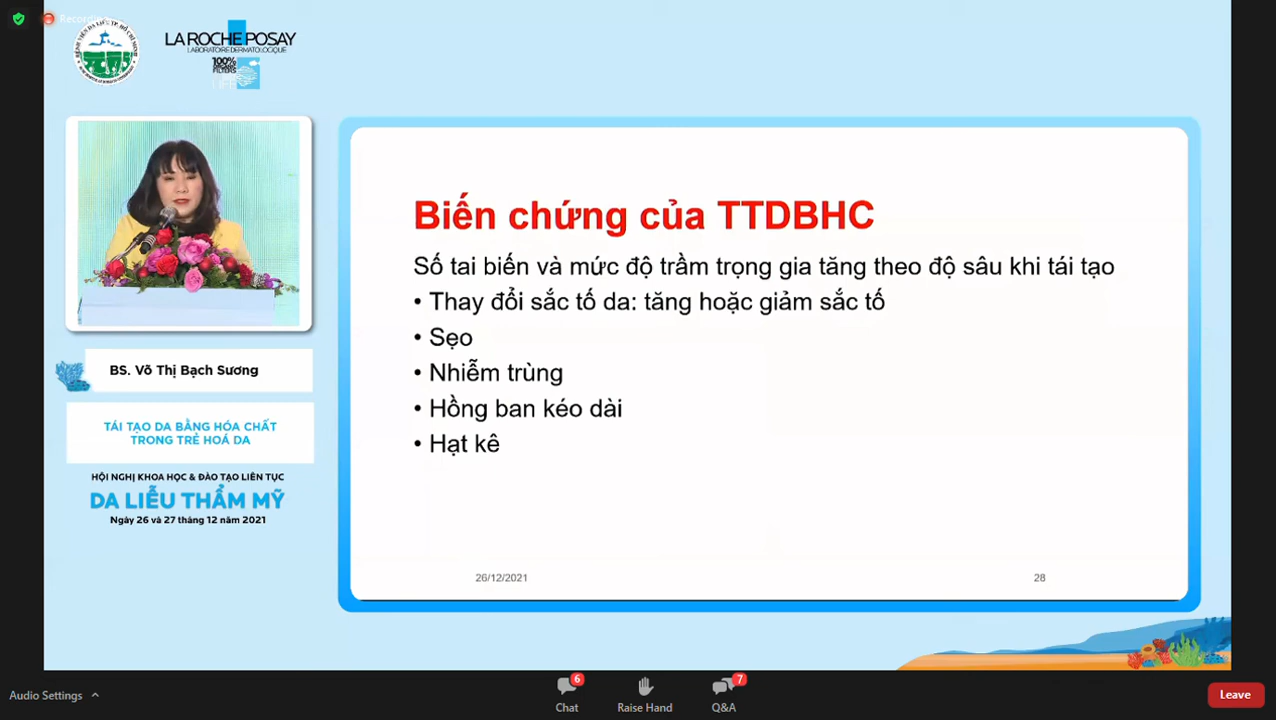 Recording
LA ROCHE POSAY
LABORATOIRE DERMATOLOGIQUE
100%
BS. Võ Thị Bạch Sương
TÁI TẠO DA BẰNG HÓA CHẤT
TRONG TRẺ HOÁ DA
HỘI NGHỊ KHOA HỌC & ĐÀO TẠO LIÊN TỤC
DA LIỄU THẨM MỸ
Ngày 26 và 27 tháng 12 năm 2021
Biến chứng của TTDBHC
Số tai biến và mức độ trầm trọng gia tăng theo độ sâu khi tái tạo
• Thay đổi sắc tố da: tăng hoặc giảm sắc tố
• Sẹo
• Nhiễm trùng
• Hồng ban kéo dài
• Hạt kê
26/12/2021
28
Audio Settings
6
Chat
Raise Hand
7
Q&A
Leave